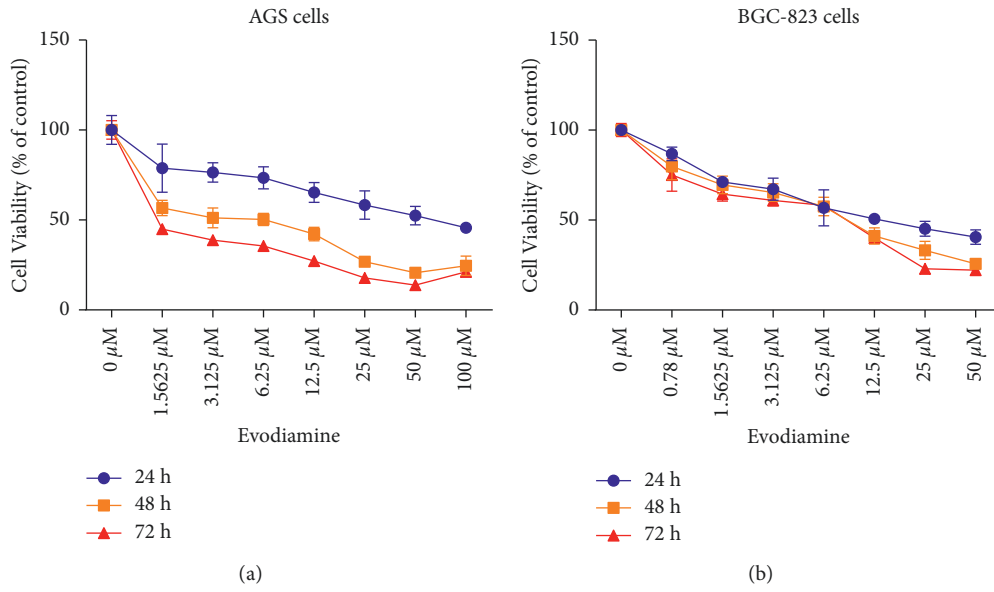 AGS cells
150
100
50
0
Cell Viability (% of control)
0 µM
1.5625 µM
3.125 µM
6.25 µM
12.5 µM
25 µM
50 µM
100 µM
Evodiamine
24 h
48 h
72 h
(a)
BGC-823 cells
150
100
50
0
Cell Viability (% of control)
0 µM
0.78 µM
1.5625 µM
3.125 µM
6.25 µM
12.5 µM
25 µM
50 µM
Evodiamine
24 h
48 h
72 h
(b)